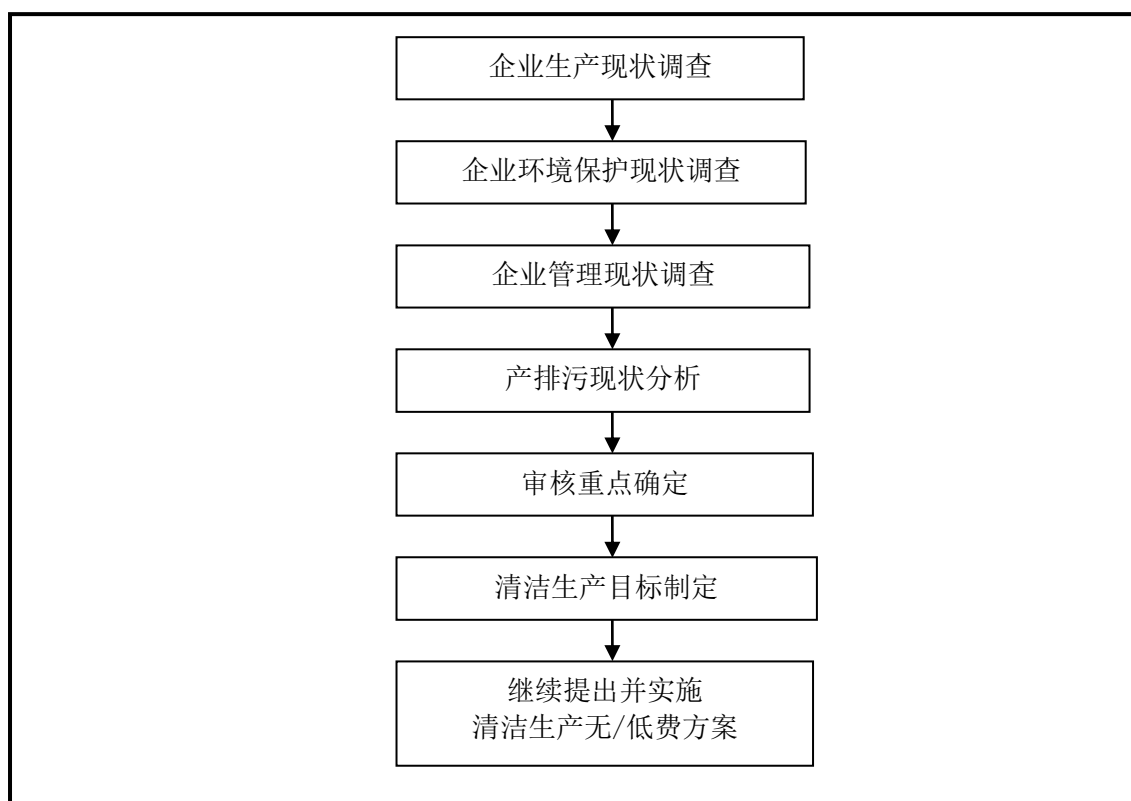 企业生产现状调查
企业环境保护现状调查
企业管理现状调查
产排污现状分析
审核重点确定
清洁生产目标制定
继续提出并实施
清洁生产无/低费方案